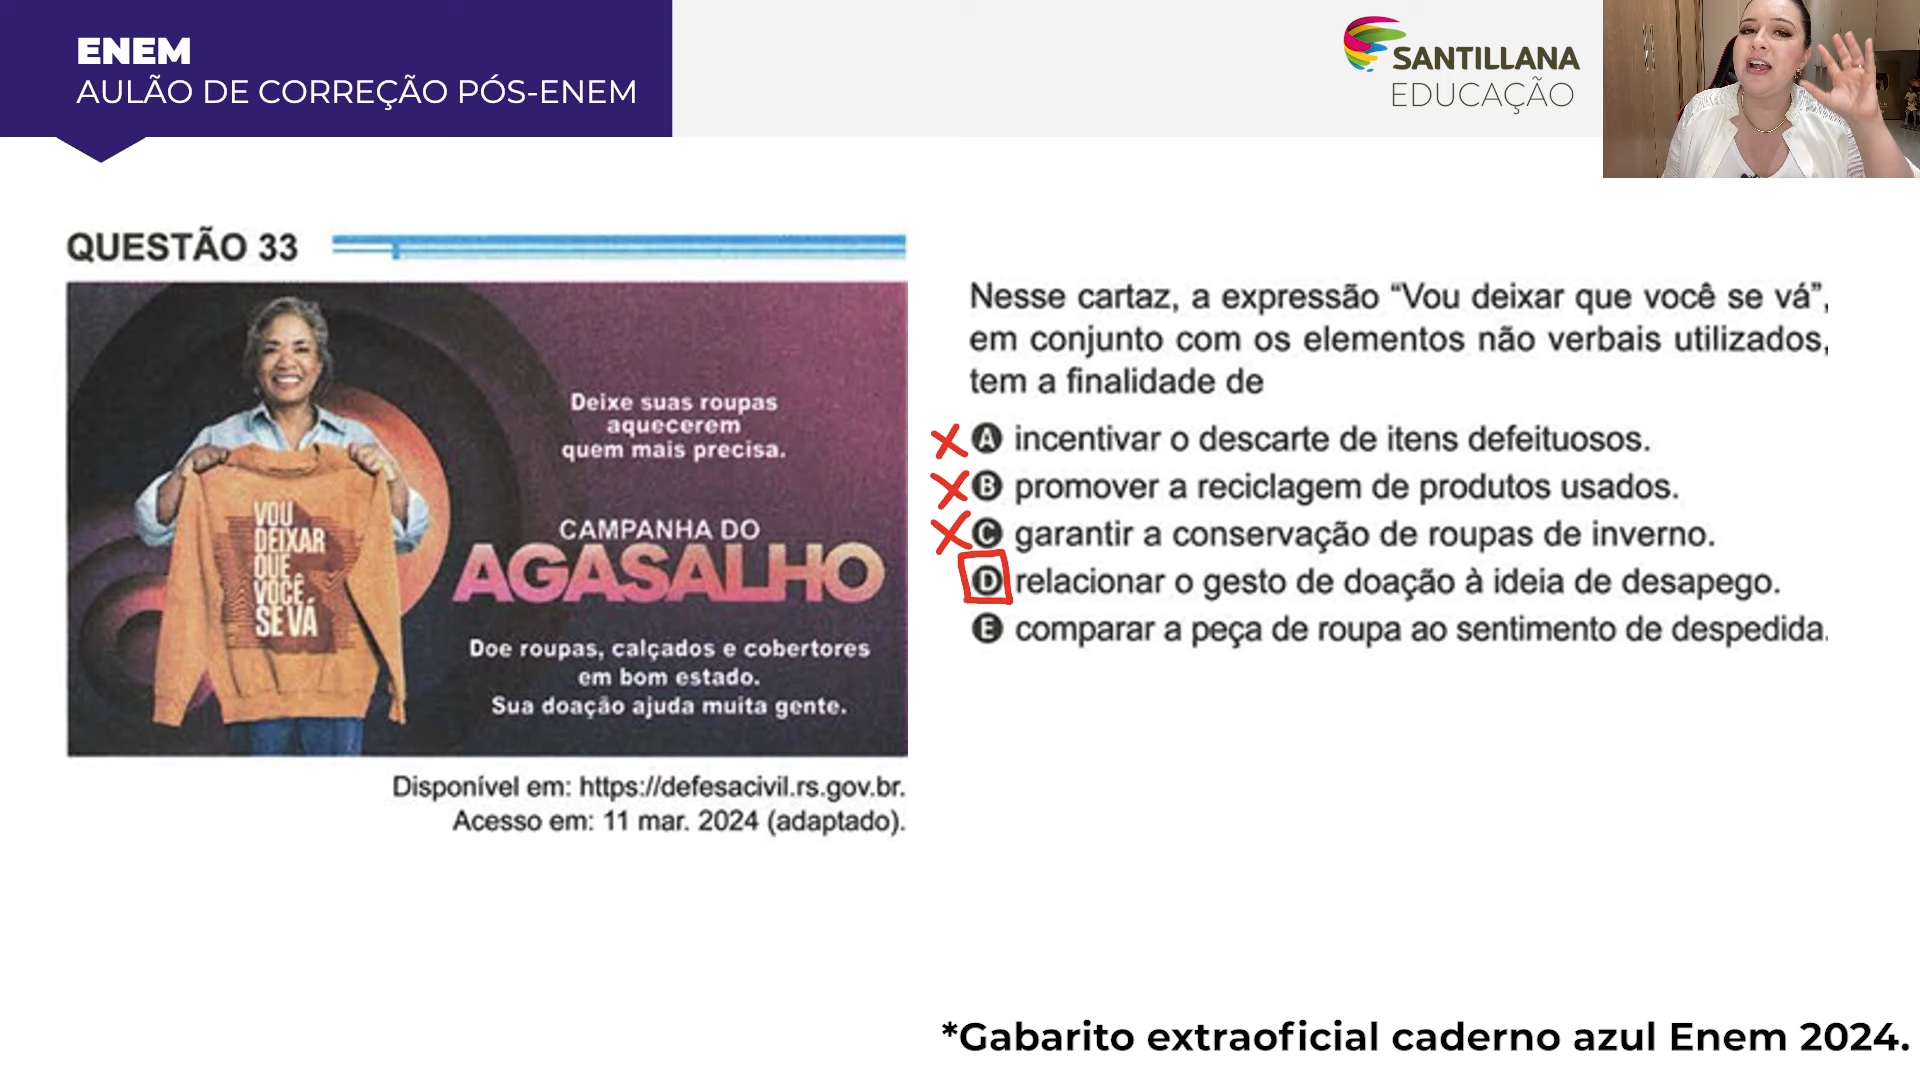 ENEM
AULÃO DE CORREÇÃO PÓS-ENEM
SANTILLANA
EDUCAÇÃO
QUESTÃO 33
Deixe suas roupas
aquecerem
quem mais precisa.
VOU
DEIXAR
QUE
VOCÊ
SE VÁ
CAMPANHA DO
AGASALHO
Doe roupas, calçados e cobertores
em bom estado.
Sua doação ajuda muita gente.
Disponível em: https://defesacivil.rs.gov.br.
Acesso em: 11 mar. 2024 (adaptado).
Nesse cartaz, a expressão “Vou deixar que você se vá”,
em conjunto com os elementos não verbais utilizados,
tem a finalidade de
A incentivar o descarte de itens defeituosos.
B promover a reciclagem de produtos usados.
C garantir a conservação de roupas de inverno.
D relacionar o gesto de doação à ideia de desapego.
E comparar a peça de roupa ao sentimento de despedida.
*Gabarito extraoficial caderno azul Enem 2024.